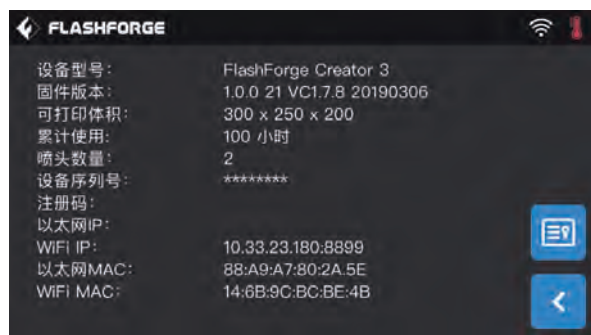 FLASHFORGE
设备型号: FlashForge Creator 3
固件版本: 1.0.0 21 VC1.7.8 20190306
可打印体积: 300 x 250 x 200
累计使用: 100 小时
喷头数量: 2
设备序列号: ********
注册码:
以太网IP:
WiFi IP: 10.33.23.180:8899
以太网MAC: 88:A9:A7:80:2A:5E
WiFi MAC: 14:6B:9C:BC:BE:4B